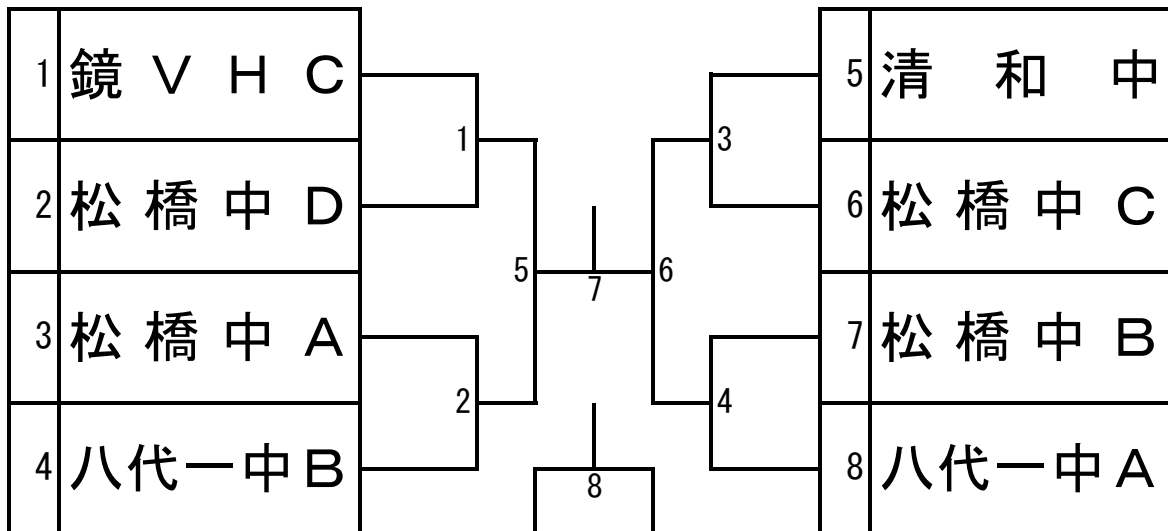 1 鏡 V H C
2 松 橋 中 D
3 松 橋 中 A
4 八代一中B
1
2
5
7
8
6
3
4
5 清 和 中
6 松 橋 中 C
7 松 橋 中 B
8 八代一中A